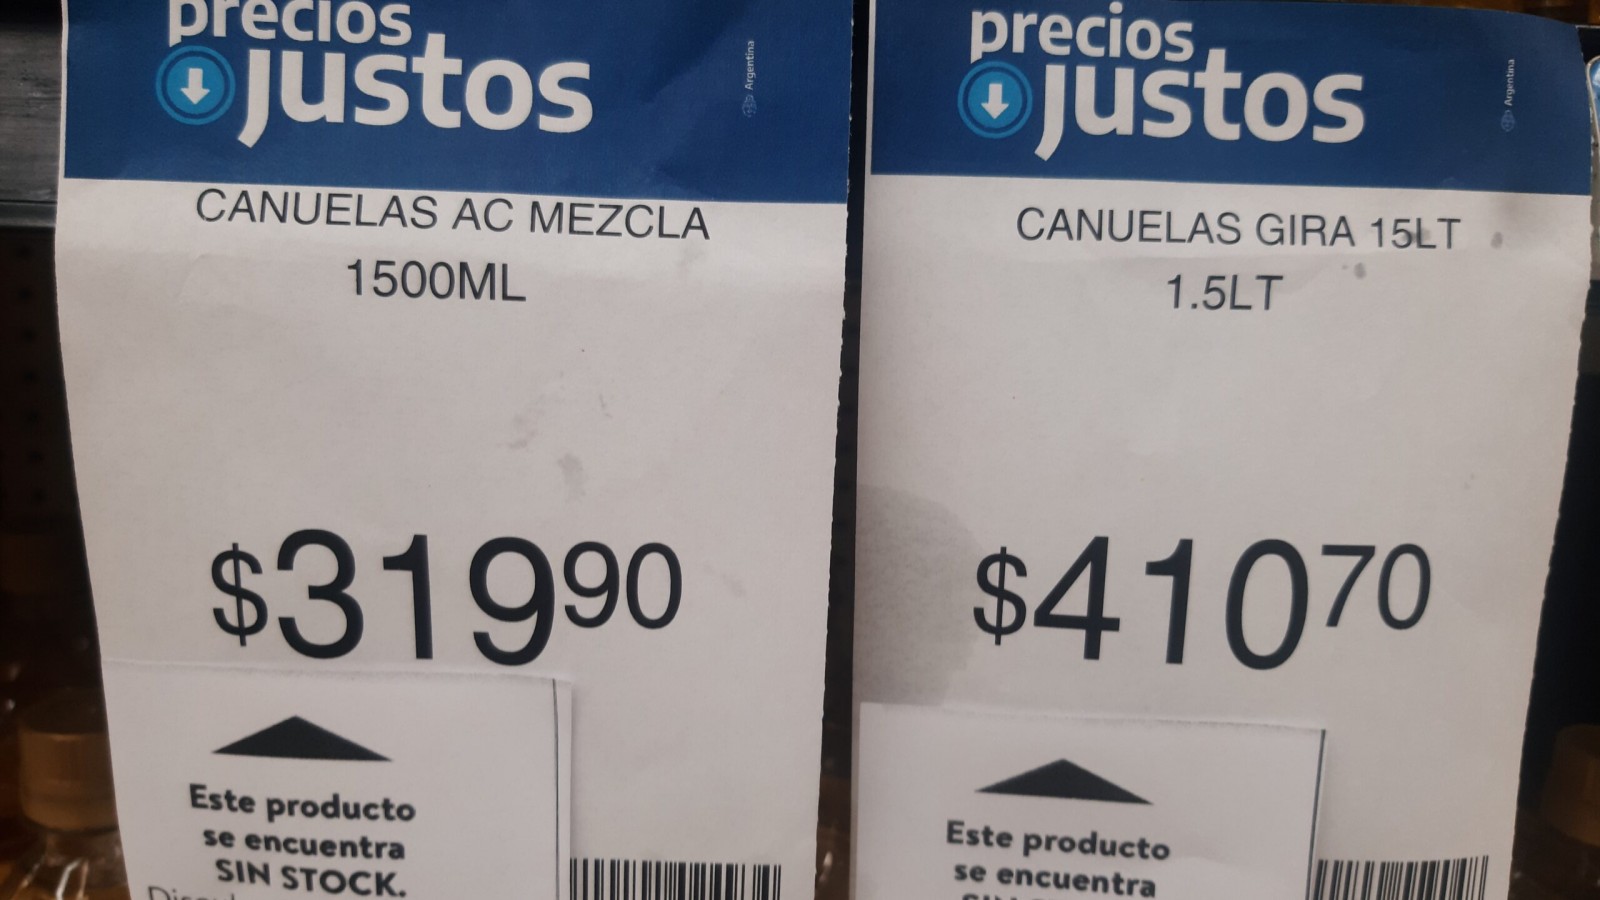 precios
justos
Argentina
CANUELAS AC MEZCLA
1500ML
$319⁹⁰
Este producto
se encuentra
SIN STOCK.
precios
justos
Argentina
CANUELAS GIRA 15LT
1.5LT
$410⁷⁰
Este producto
se encuentra